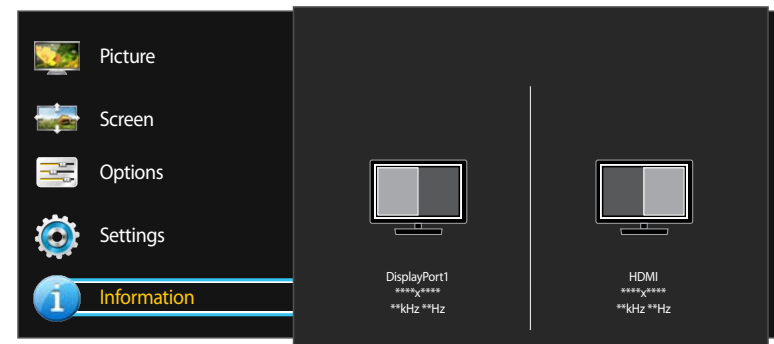 Picture
Screen
Options
Settings
Information
DisplayPort1
****x****
**kHz **Hz
HDMI
****x****
**kHz **Hz